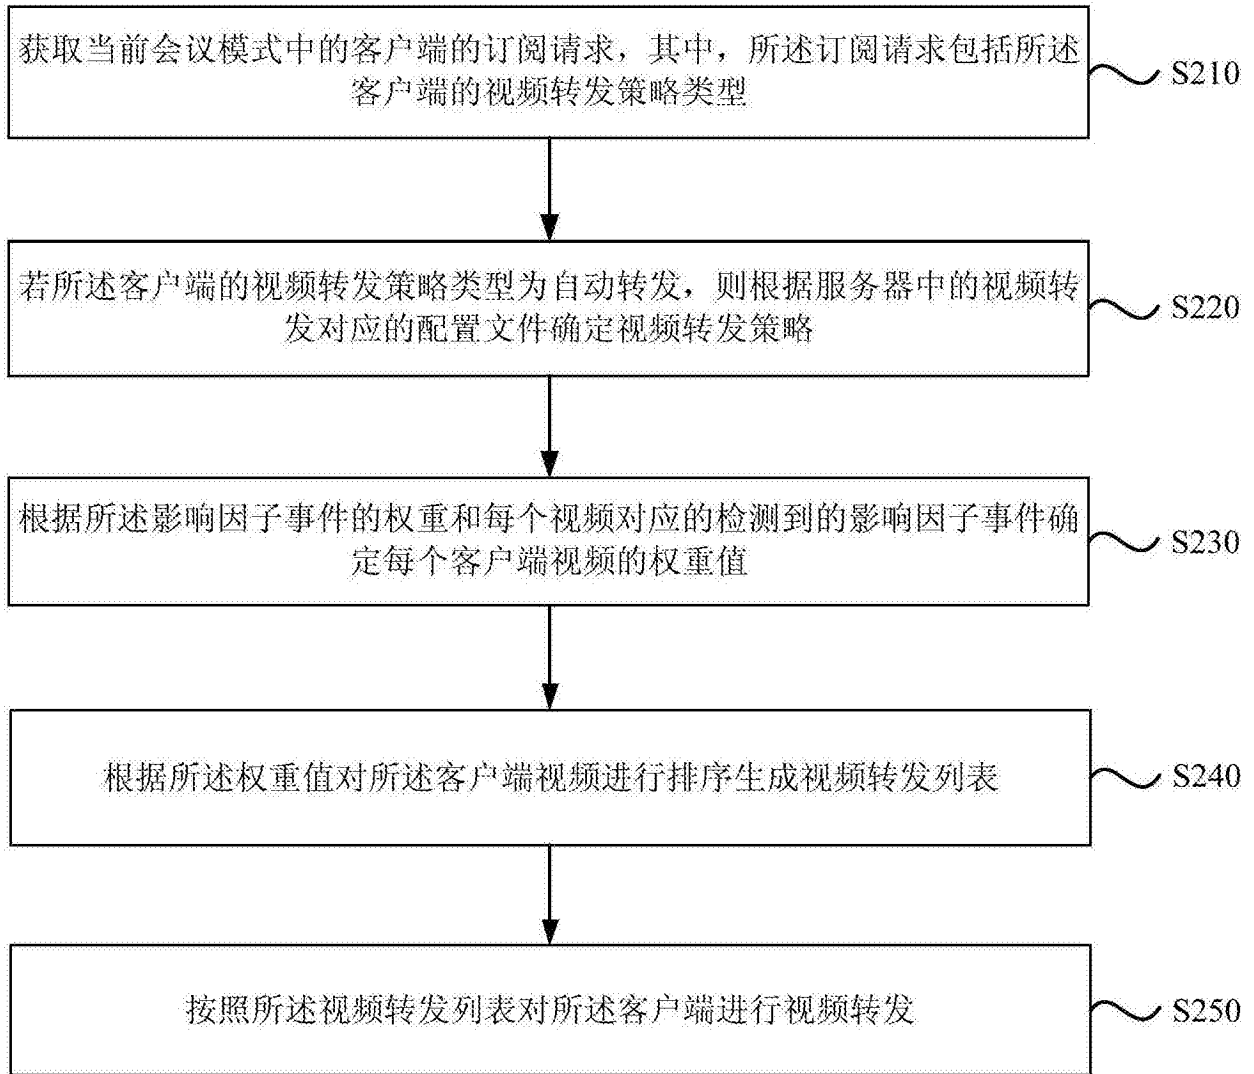 获取当前会议模式中的客户端的订阅请求，其中，所述订阅请求包括所述
客户端的视频转发策略类型
S210
若所述客户端的视频转发策略类型为自动转发，则根据服务器中的视频转
发对应的配置文件确定视频转发策略
S220
根据所述影响因子事件的权重和每个视频对应的检测到的影响因子事件确
定每个客户端视频的权重值
S230
根据所述权重值对所述客户端视频进行排序生成视频转发列表
S240
按照所述视频转发列表对所述客户端进行视频转发
S250